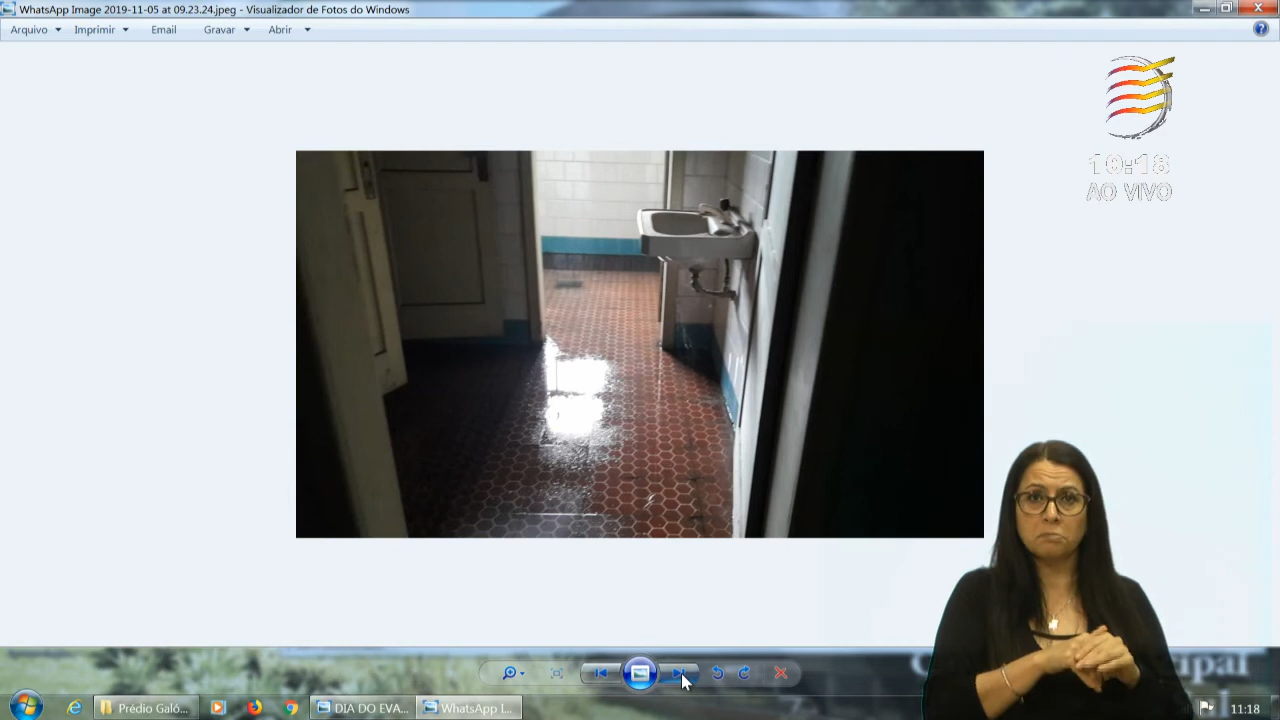 WhatsApp Image 2019-11-05 at 09.23.24.jpeg - Visualizador de Fotos do Windows
Arquivo Imprimir Email Gravar Abrir
10:18
AO VIVO
Prédio Galó...
DIA DO EVA...
WhatsApp I...
11:18